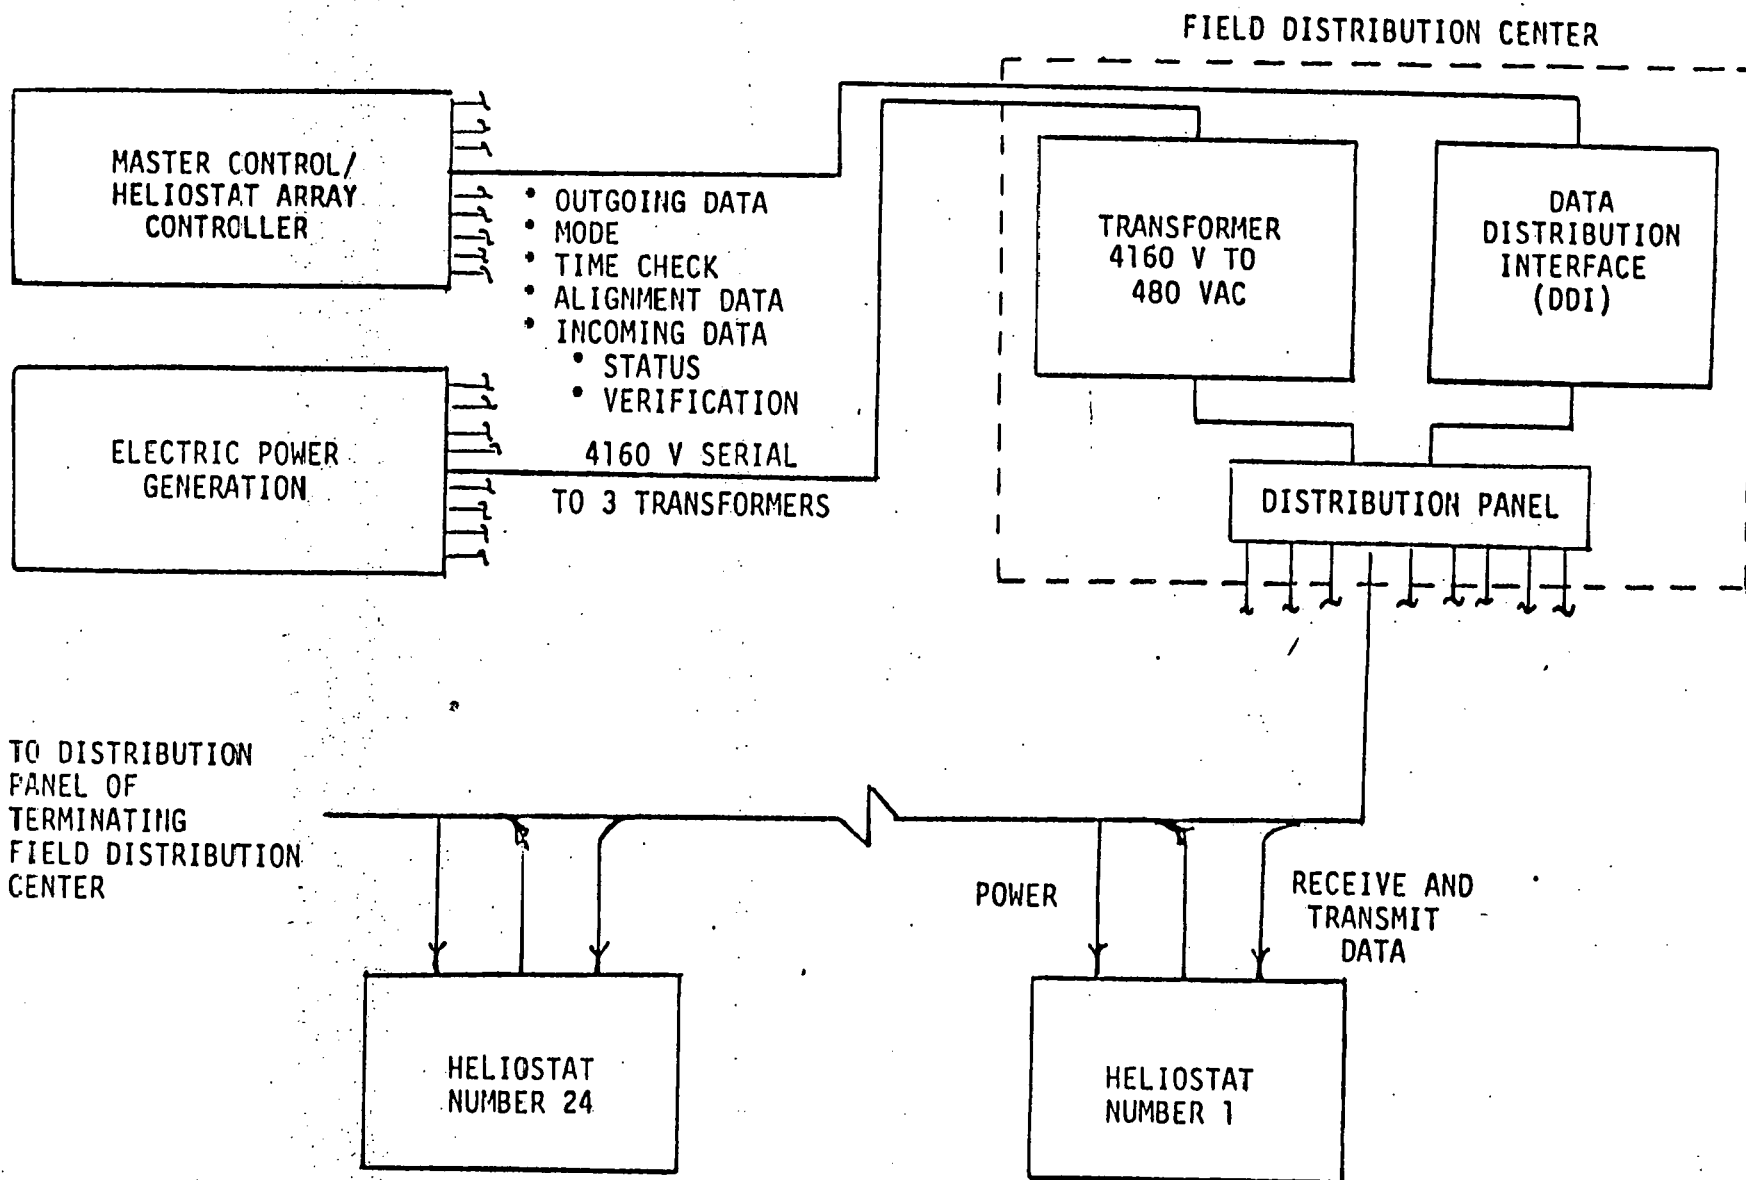 FIELD DISTRIBUTION CENTER
MASTER CONTROL/
HELIOSTAT ARRAY
CONTROLLER
• OUTGOING DATA
• MODE
• TIME CHECK
• ALIGNMENT DATA
• INCOMING DATA
• STATUS
• VERIFICATION
TRANSFORMER
4160 V TO
480 VAC
DATA
DISTRIBUTION
INTERFACE
(DDI)
ELECTRIC POWER
GENERATION
4160 V SERIAL
TO 3 TRANSFORMERS
DISTRIBUTION PANEL
TO DISTRIBUTION
PANEL OF
TERMINATING
FIELD DISTRIBUTION
CENTER
POWER
RECEIVE AND
TRANSMIT
DATA
HELIOSTAT
NUMBER 24
HELIOSTAT
NUMBER 1